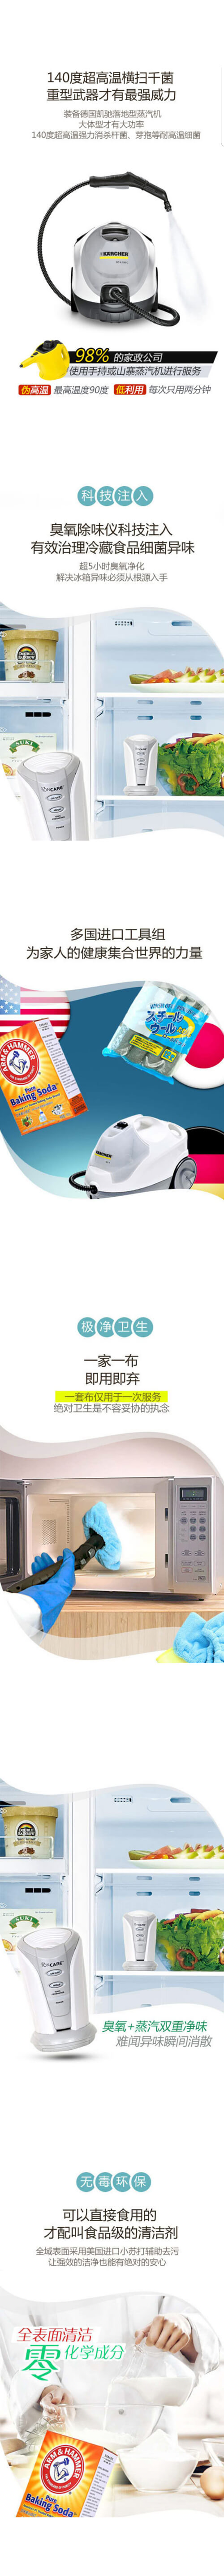 140度超高温横扫千菌
重型武器才有最强威力
装备德国凯驰落地型蒸汽机
大体型才有大功率
140度超高温强力消杀杆菌、芽孢等耐高温细菌
KARCHER
98% 的家政公司
使用手持或山寨蒸汽机进行服务
伪高温 最高温度90度 低利用 每次只用两分钟
科技注入
臭氧除味仪科技注入
有效治理冷藏食品细菌异味
超5小时臭氧净化
解决冰箱异味必须从根源入手
CARE
多国进口工具组
为家人的健康集合世界的力量
ARM & HAMMER
Pure
Baking Soda
スチール
ウール
KARCHER
极净卫生
一家一布
即用即弃
一套布仅用于一次服务
绝对卫生是不容妥协的执念
CARE
臭氧+蒸汽双重净味
难闻异味瞬间消散
无毒环保
可以直接食用的
才配叫食品级的清洁剂
全域表面采用美国进口小苏打辅助去污
让强效的洁净也能有绝对的安心
全表面清洁
零化学成分
ARM & HAMMER
Pure
Baking Soda